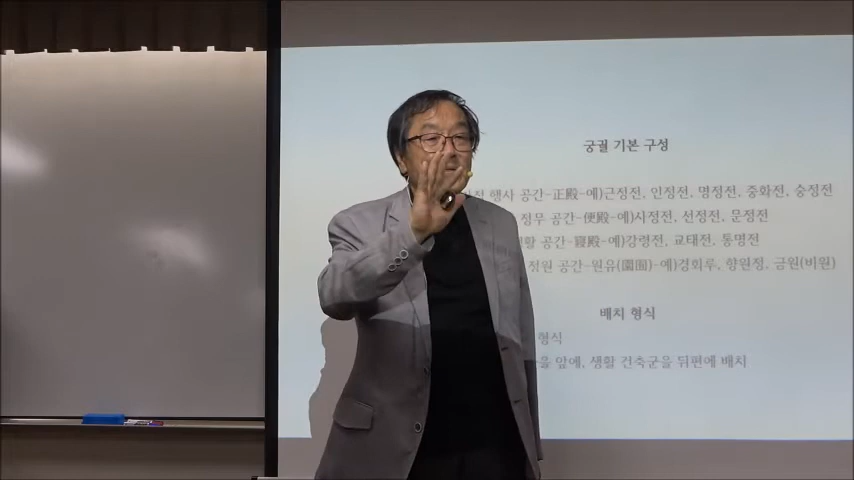 궁궐 기본 구성
행사 공간-正殿-예)근정전, 인정전, 명정전, 중화전, 숭정전
정무 공간-便殿-예)사정전, 선정전, 문정전
공간-寢殿-예)강령전, 교태전, 통명전
정원 공간-원유(園囿)-예)경회루, 향원정, 금원(비원)
배치 형식
형식
앞에, 생활 건축군을 뒤편에 배치